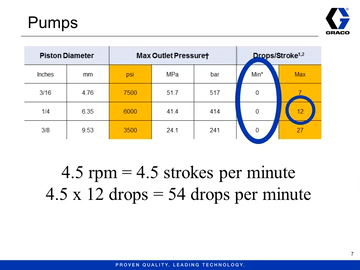 Pumps
GRACO
Piston Diameter Max Outlet Pressure† Drops/Stroke¹,²
Inches mm psi MPa bar Min* Max
3/16 4.76 7500 51.7 517 0 7
1/4 6.35 6000 41.4 414 0 12
3/8 9.53 3500 24.1 241 0 27
4.5 rpm = 4.5 strokes per minute
4.5 x 12 drops = 54 drops per minute
7
PROVEN QUALITY. LEADING TECHNOLOGY.